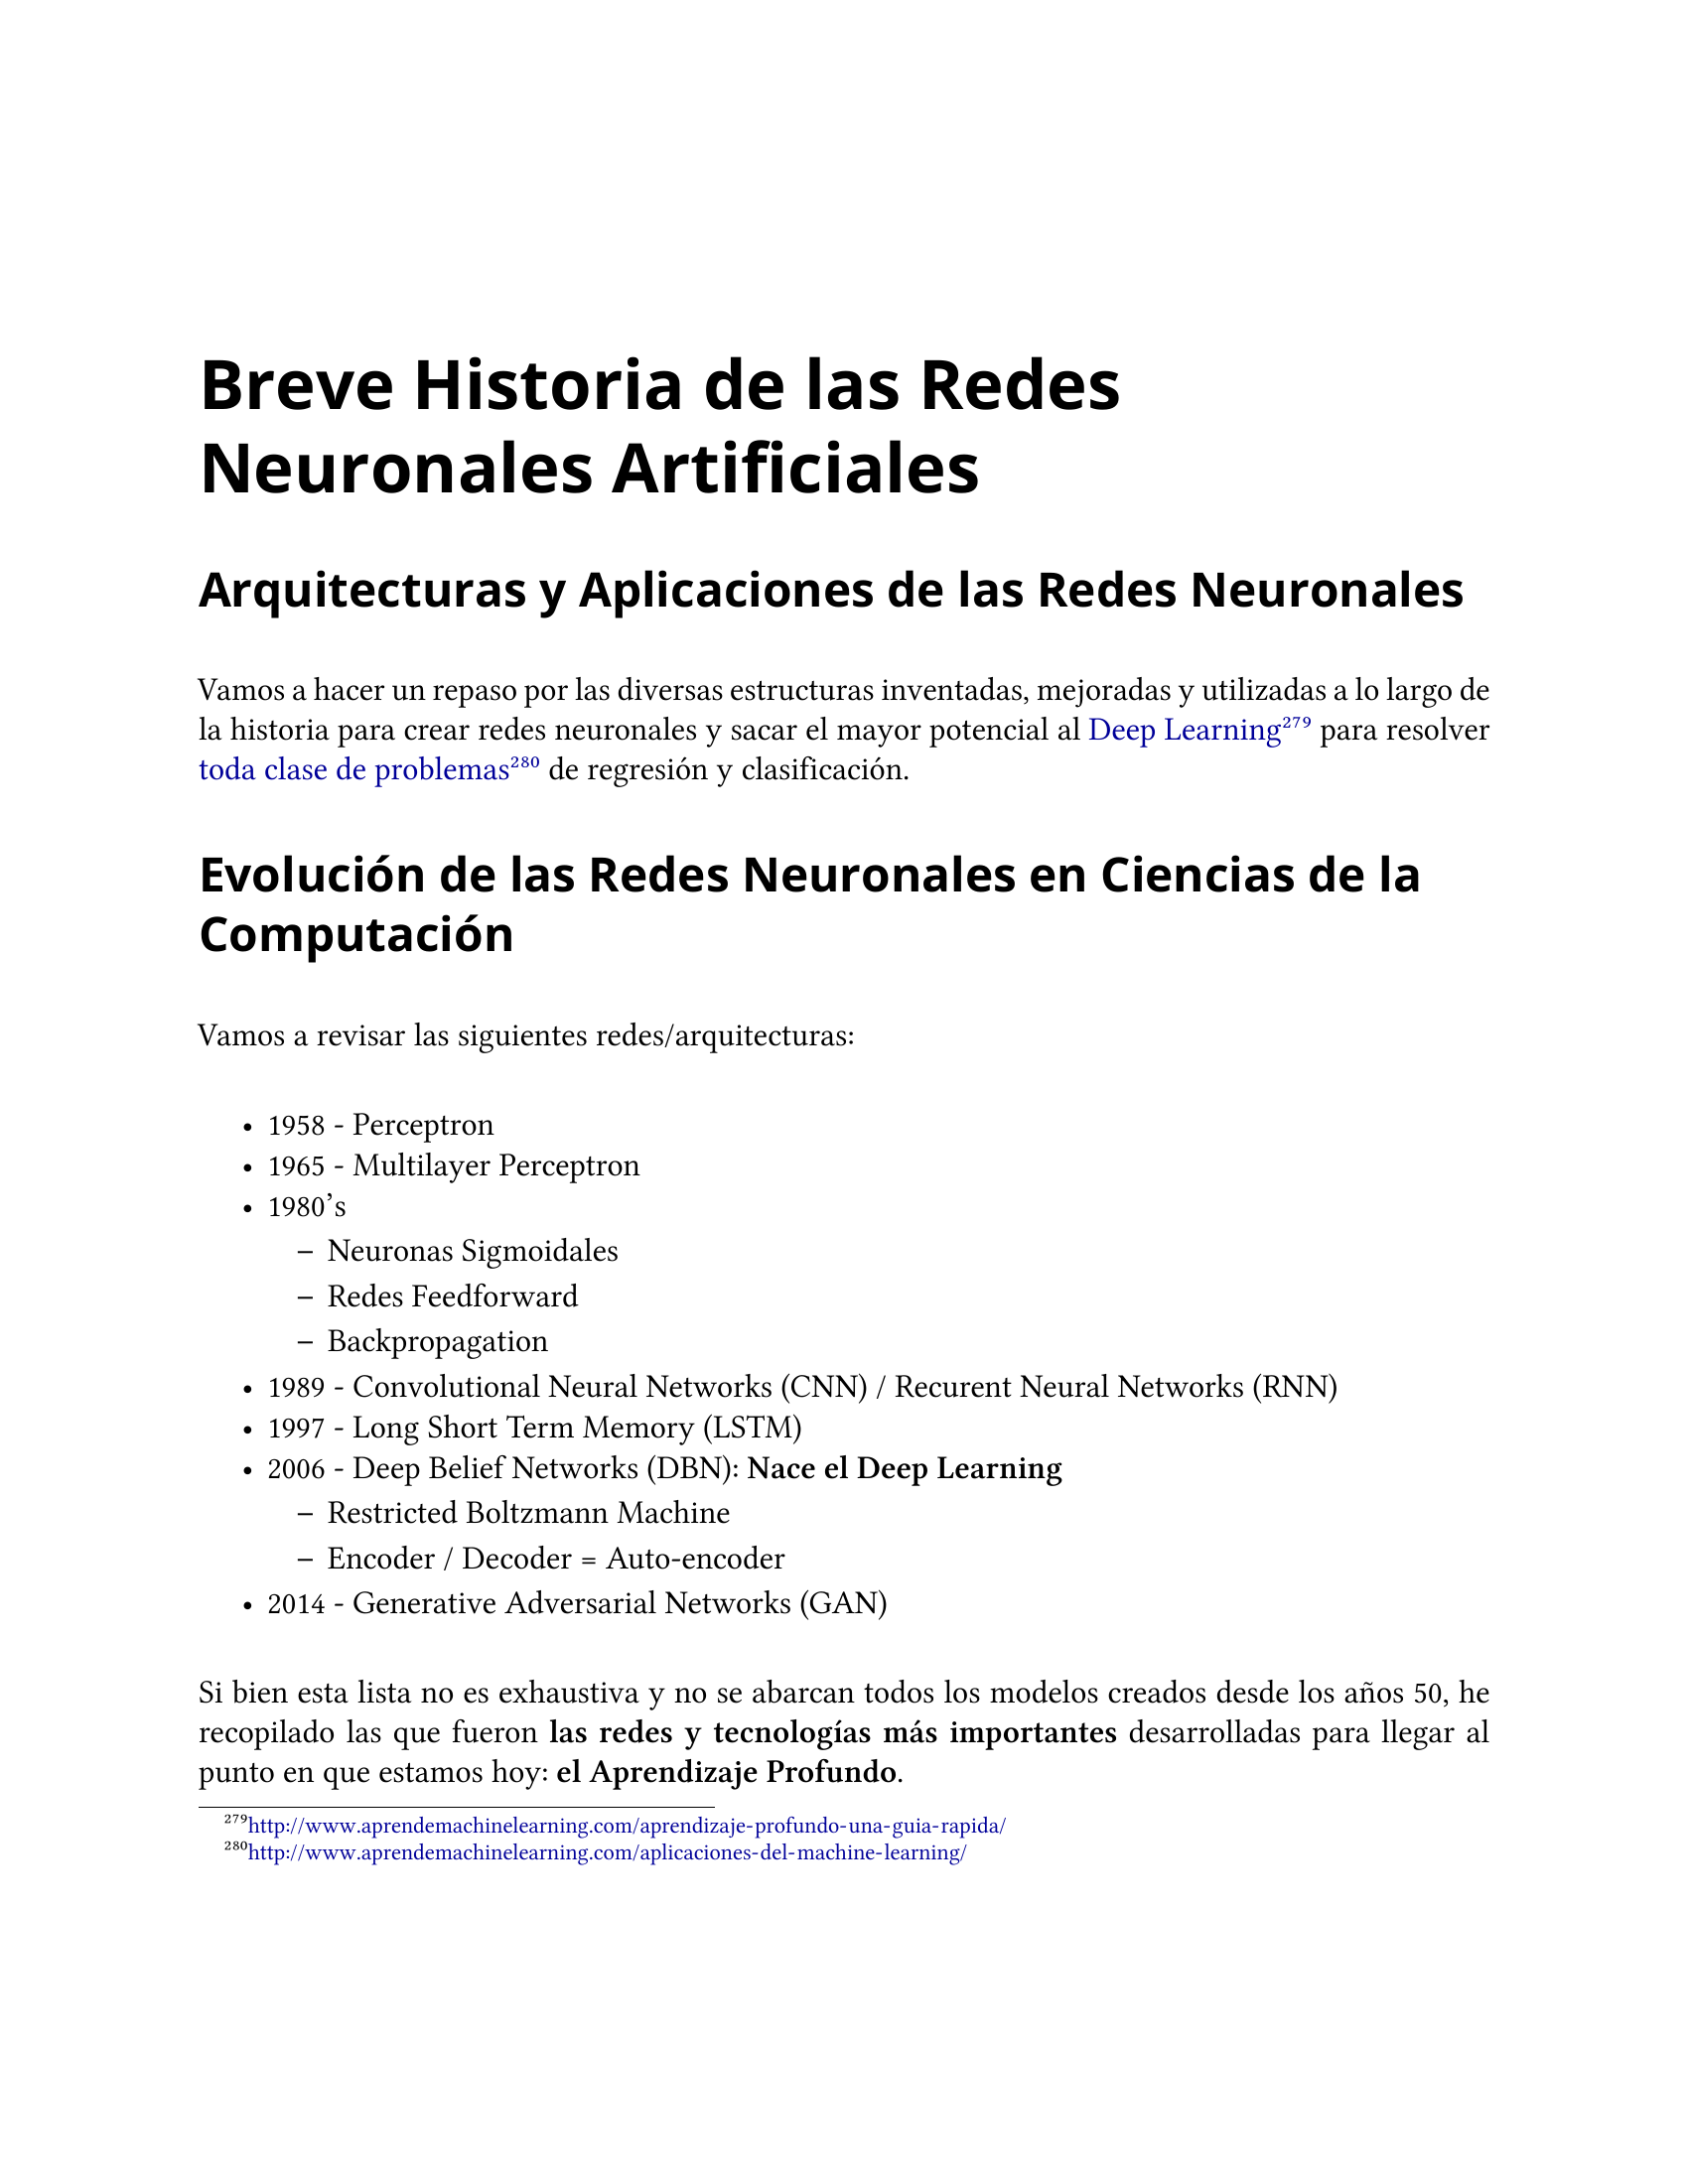 Breve Historia de las Redes
Neuronales Artificiales
Arquitecturas y Aplicaciones de las Redes Neuronales
Vamos a hacer un repaso por las diversas estructuras inventadas, mejoradas y utilizadas a lo largo de
la historia para crear redes neuronales y sacar el mayor potencial al Deep Learning²⁷⁹ para resolver
toda clase de problemas²⁸⁰ de regresión y clasificación.
Evolución de las Redes Neuronales en Ciencias de la
Computación
Vamos a revisar las siguientes redes/arquitecturas:
• 1958 - Perceptron
• 1965 - Multilayer Perceptron
• 1980’s
– Neuronas Sigmoidales
– Redes Feedforward
– Backpropagation
• 1989 - Convolutional Neural Networks (CNN) / Recurent Neural Networks (RNN)
• 1997 - Long Short Term Memory (LSTM)
• 2006 - Deep Belief Networks (DBN): Nace el Deep Learning
– Restricted Boltzmann Machine
– Encoder / Decoder = Auto-encoder
• 2014 - Generative Adversarial Networks (GAN)
Si bien esta lista no es exhaustiva y no se abarcan todos los modelos creados desde los años 50, he
recopilado las que fueron las redes y tecnologías más importantes desarrolladas para llegar al
punto en que estamos hoy: el Aprendizaje Profundo.
²⁷⁹http://www.aprendemachinelearning.com/aprendizaje-profundo-una-guia-rapida/
²⁸⁰http://www.aprendemachinelearning.com/aplicaciones-del-machine-learning/